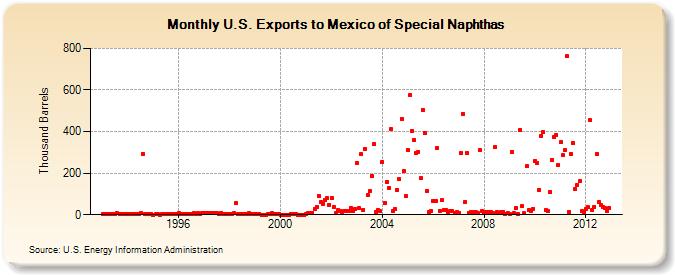 Monthly U.S. Exports to Mexico of Special Naphthas
Thousand Barrels
800
600
400
200
0
1996 2000 2004 2008 2012
Source: U.S. Energy Information Administration